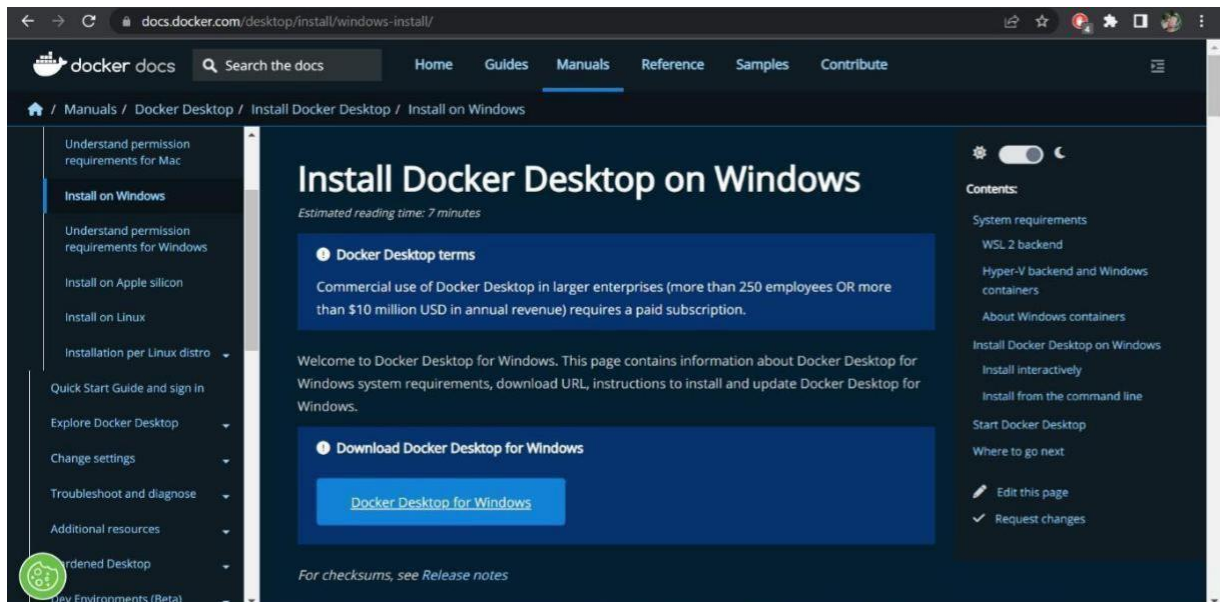 docs.docker.com/desktop/install/windows-install/
docker docs
Search the docs
Home Guides Manuals Reference Samples Contribute
/ Manuals / Docker Desktop / Install Docker Desktop / Install on Windows
Understand permission
requirements for Mac
Install on Windows
Understand permission
requirements for Windows
Install on Apple silicon
Install on Linux
Installation per Linux distro
Quick Start Guide and sign in
Explore Docker Desktop
Change settings
Troubleshoot and diagnose
Additional resources
rdened Desktop
Dev Environments (Beta)
Install Docker Desktop on Windows
Estimated reading time: 7 minutes
Docker Desktop terms
Commercial use of Docker Desktop in larger enterprises (more than 250 employees OR more
than $10 million USD in annual revenue) requires a paid subscription.
Welcome to Docker Desktop for Windows. This page contains information about Docker Desktop for
Windows system requirements, download URL, instructions to install and update Docker Desktop for
Windows.
Download Docker Desktop for Windows
Docker Desktop for Windows
For checksums, see Release notes
Contents:
System requirements
WSL 2 backend
Hyper-V backend and Windows
containers
About Windows containers
Install Docker Desktop on Windows
Install interactively
Install from the command line
Start Docker Desktop
Where to go next
Edit this page
Request changes